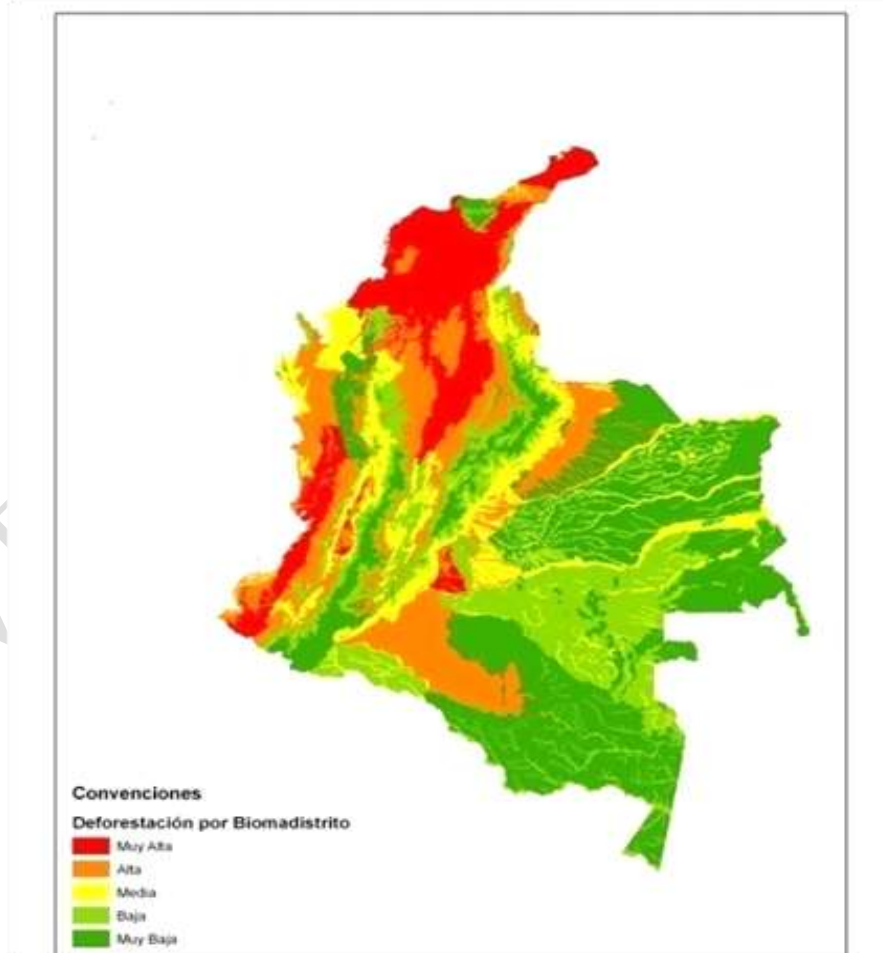 Convenciones
Deforestación por Biomadistrito
Muy Alta
Alta
Media
Baja
Muy Baja